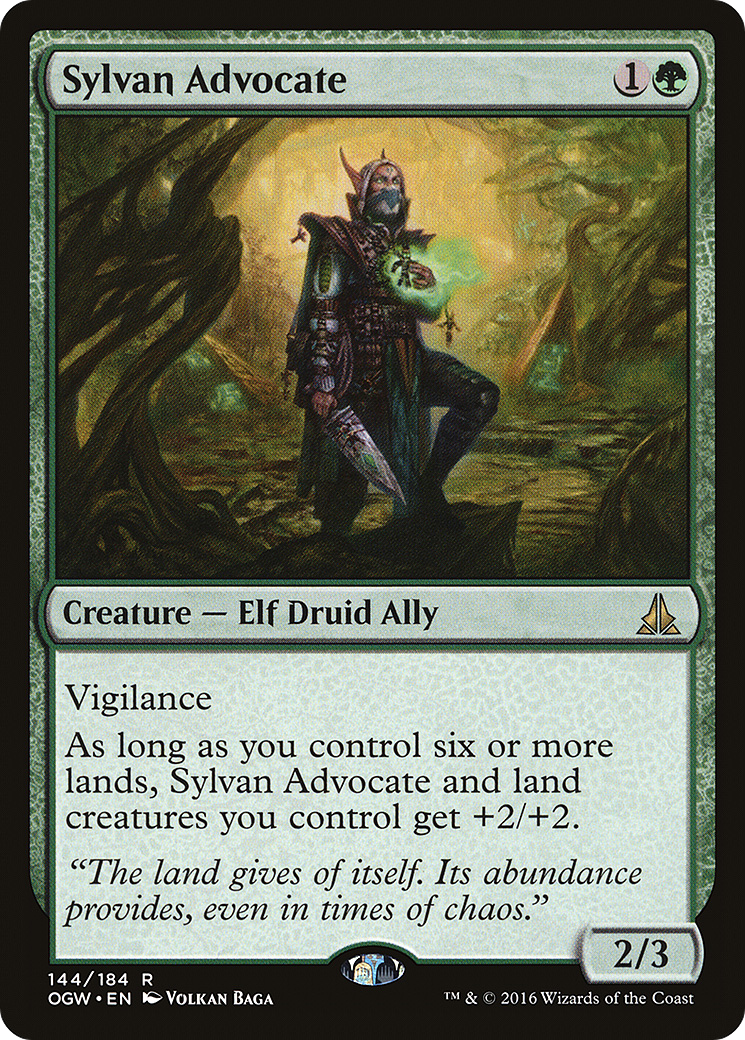 Sylvan Advocate 1
Creature — Elf Druid Ally
Vigilance
As long as you control six or more
lands, Sylvan Advocate and land
creatures you control get +2/+2.
“The land gives of itself. Its abundance
provides, even in times of chaos.”
2/3
144/184 R
OGW • EN Volkan Baga
™ & © 2016 Wizards of the Coast